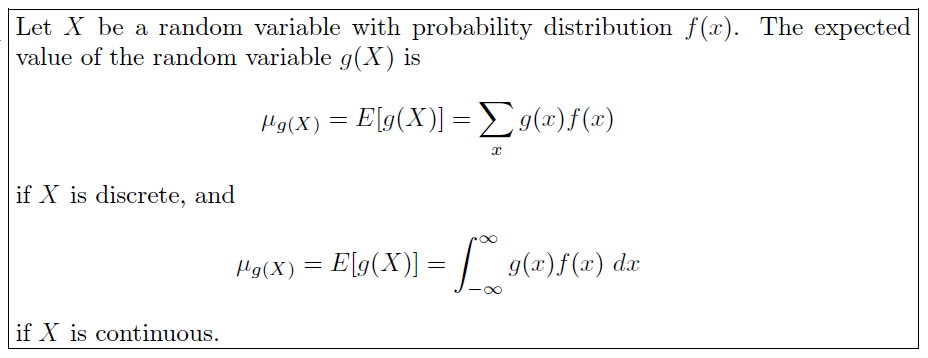 Let X be a random variable with probability distribution f(x). The expected
value of the random variable g(X) is
μ_{g(X)} = E[g(X)] = ∑_x g(x)f(x)
if X is discrete, and
μ_{g(X)} = E[g(X)] = ∫_{-∞}^{∞} g(x)f(x) dx
if X is continuous.